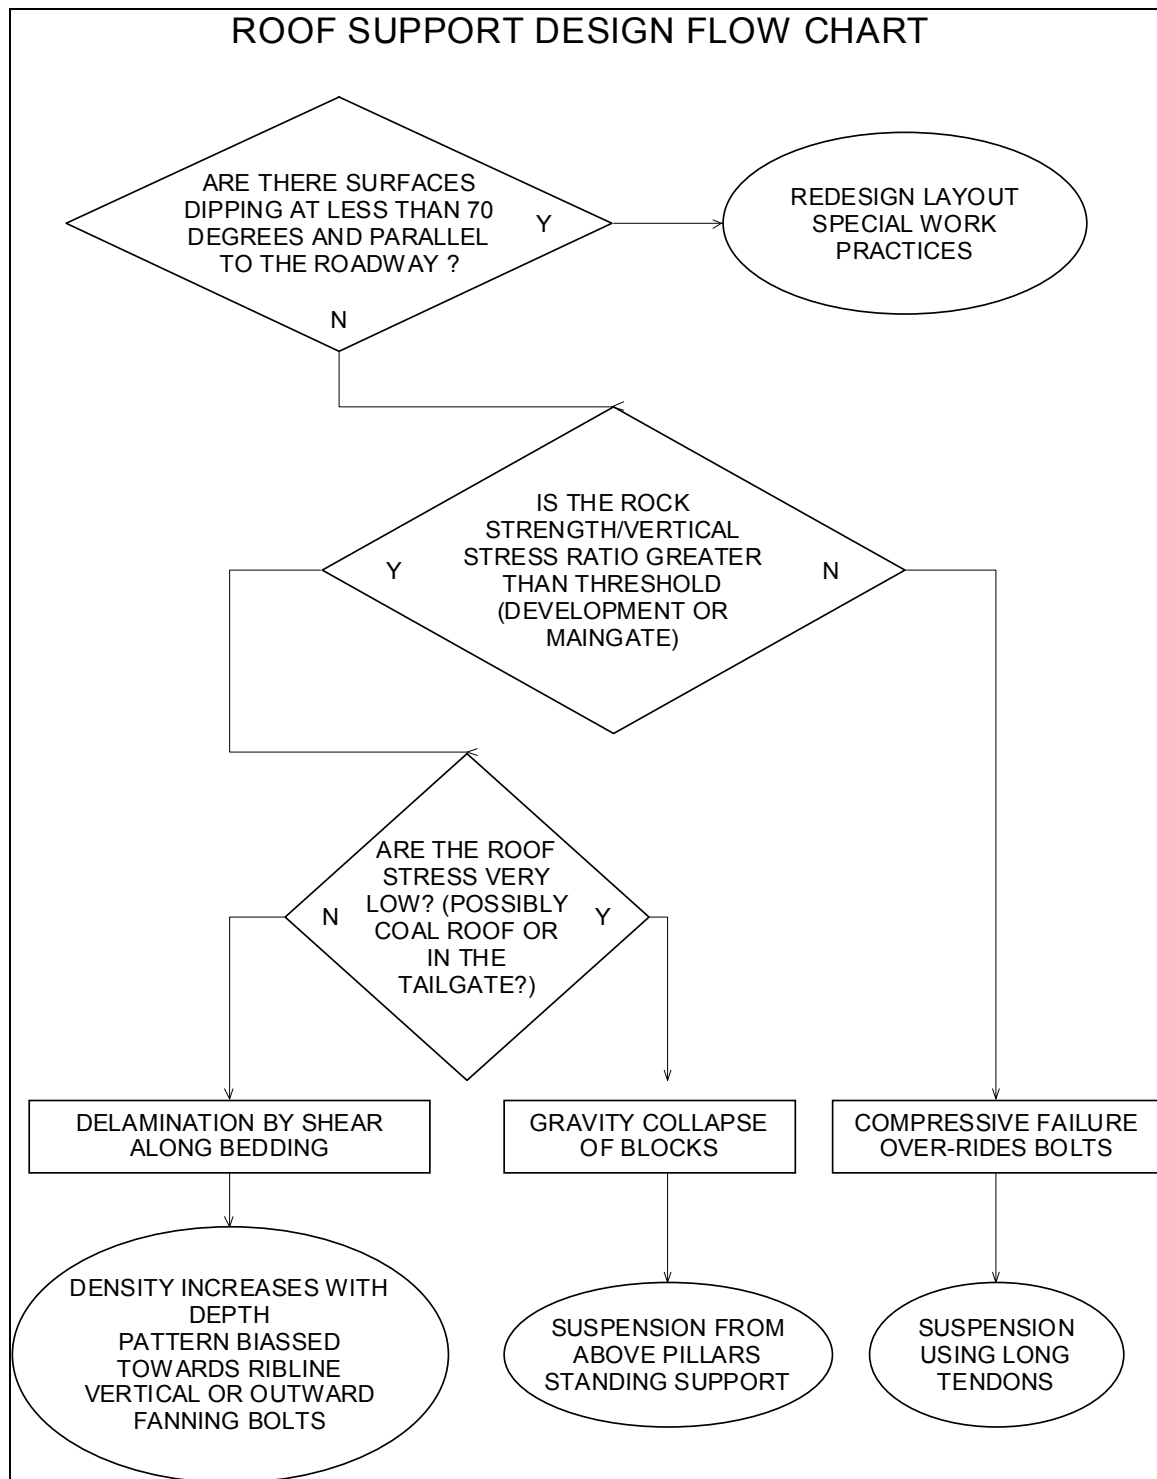 ROOF SUPPORT DESIGN FLOW CHART
ARE THERE SURFACES
DIPPING AT LESS THAN 70
DEGREES AND PARALLEL
TO THE ROADWAY ?
Y
N
REDESIGN LAYOUT
SPECIAL WORK
PRACTICES
IS THE ROCK
STRENGTH/VERTICAL
STRESS RATIO GREATER
THAN THRESHOLD
(DEVELOPMENT OR
MAINGATE)
Y
N
ARE THE ROOF
STRESS VERY
LOW? (POSSIBLY
COAL ROOF OR
IN THE
TAILGATE?)
N
Y
DELAMINATION BY SHEAR
ALONG BEDDING
GRAVITY COLLAPSE
OF BLOCKS
COMPRESSIVE FAILURE
OVER-RIDES BOLTS
DENSITY INCREASES WITH
DEPTH
PATTERN BIASSED
TOWARDS RIBLINE
VERTICAL OR OUTWARD
FANNING BOLTS
SUSPENSION FROM
ABOVE PILLARS
STANDING SUPPORT
SUSPENSION
USING LONG
TENDONS